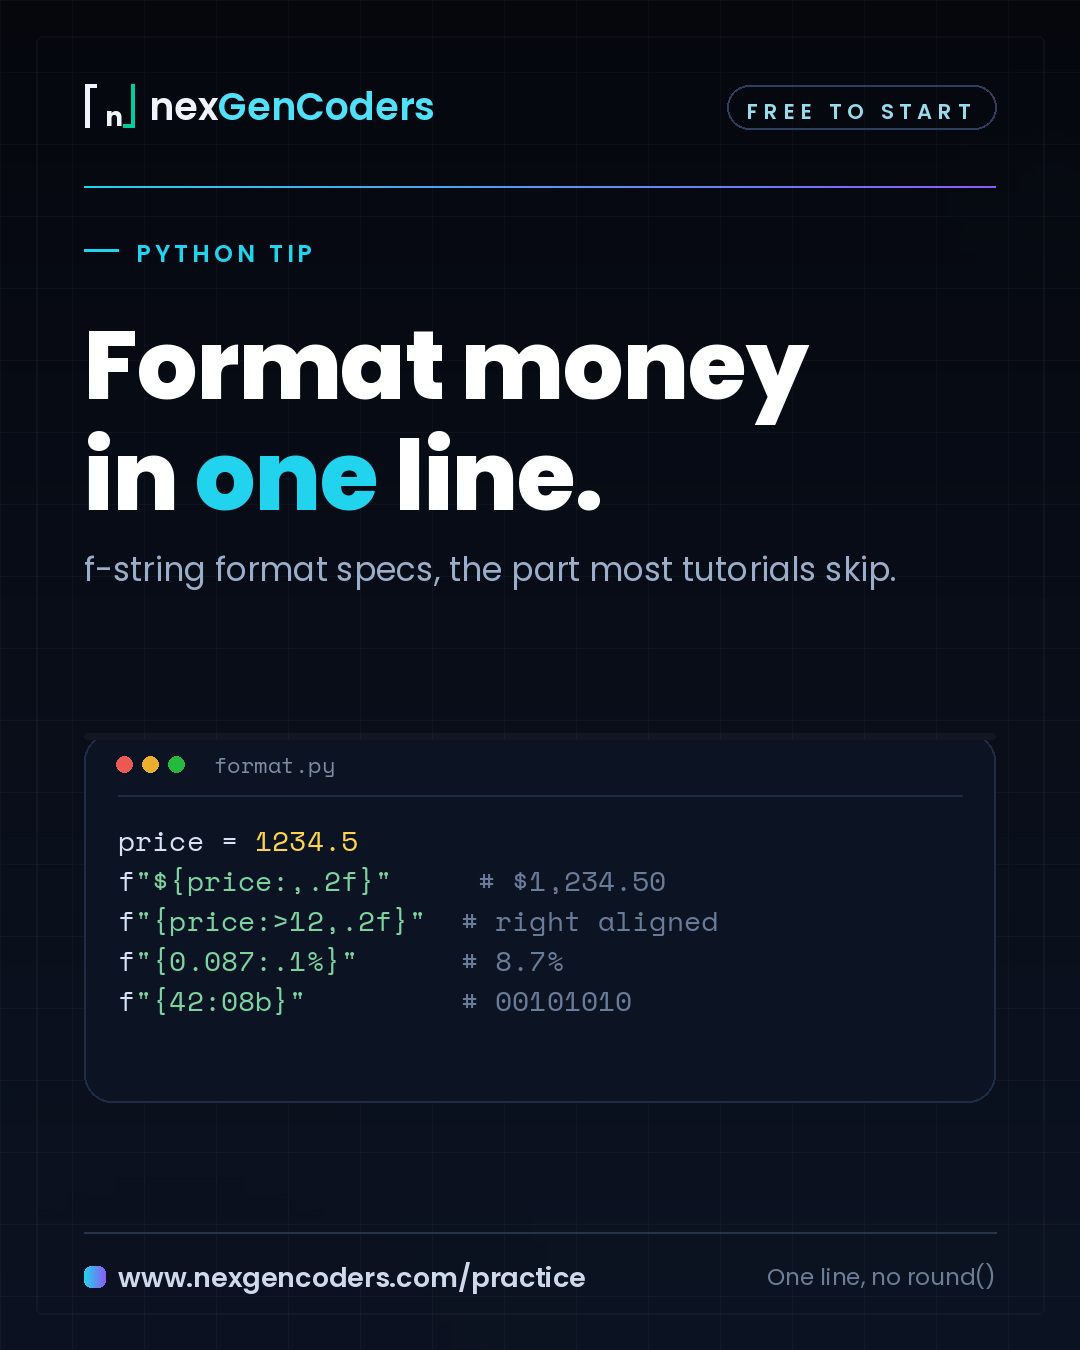 n nexGenCoders
FREE TO START
PYTHON TIP
Format money
in one line.
f-string format specs, the part most tutorials skip.
format.py
price = 1234.5
f"${price:,.2f}"     # $1,234.50
f"{price:>12,.2f}"  # right aligned
f"{0.087:.1%}"      # 8.7%
f"{42:08b}"         # 00101010
www.nexgencoders.com/practice
One line, no round()